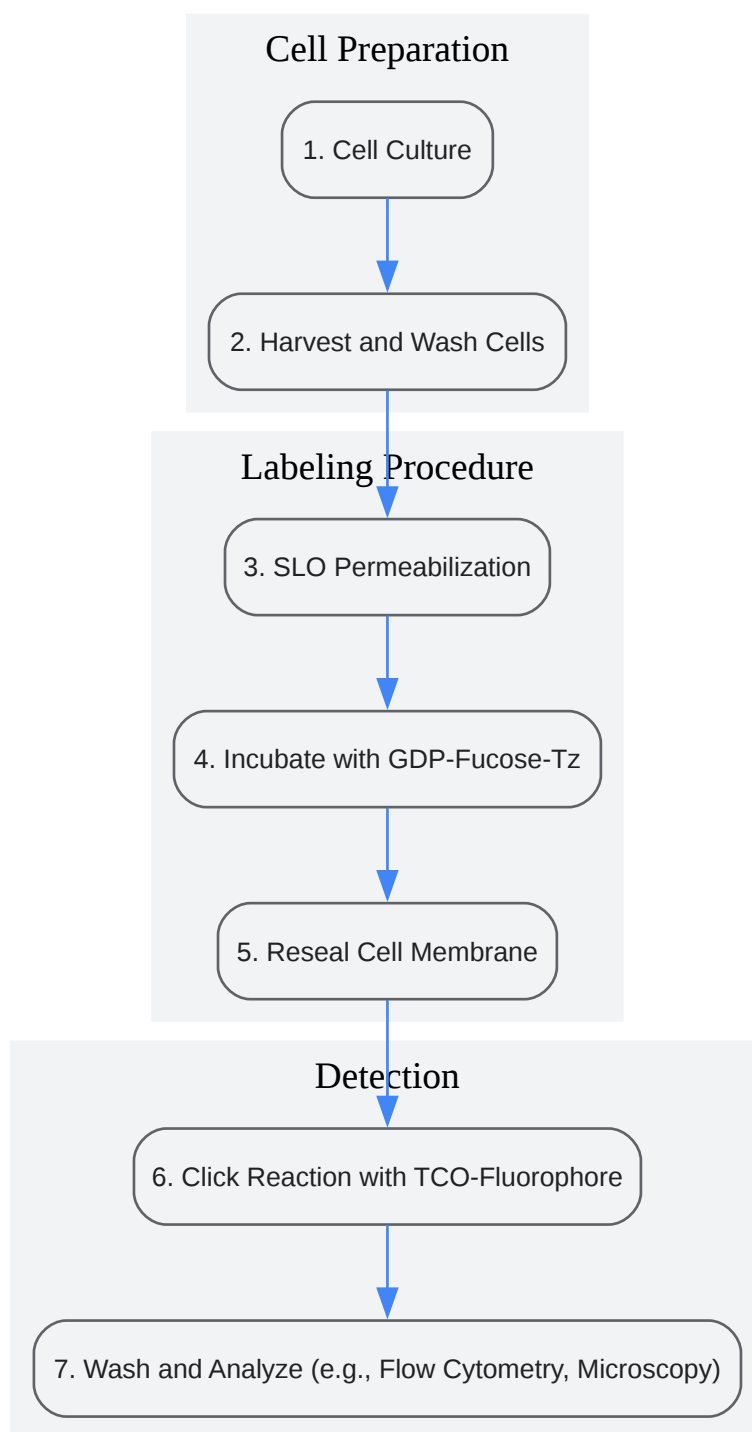 Cell Preparation
1. Cell Culture
2. Harvest and Wash Cells
Labeling Procedure
3. SLO Permeabilization
4. Incubate with GDP-Fucose-Tz
5. Reseal Cell Membrane
Detection
6. Click Reaction with TCO-Fluorophore
7. Wash and Analyze (e.g., Flow Cytometry, Microscopy)